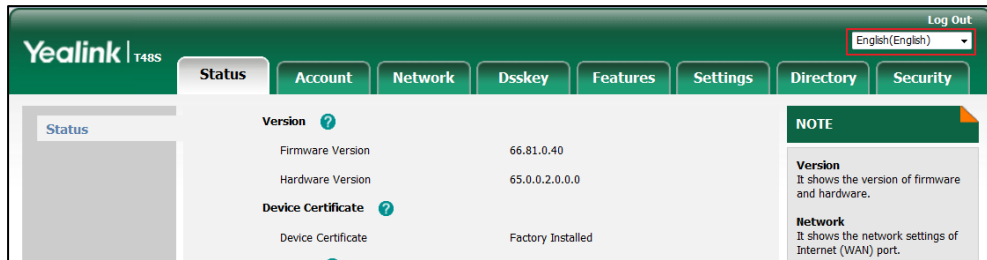 Log Out
Yealink T48S English(English)
Status Account Network Dsskey Features Settings Directory Security
Status
Version ?
Firmware Version 66.81.0.40
Hardware Version 65.0.0.2.0.0.0
Device Certificate ?
Device Certificate Factory Installed
NOTE
Version
It shows the version of firmware
and hardware.
Network
It shows the network settings of
Internet (WAN) port.